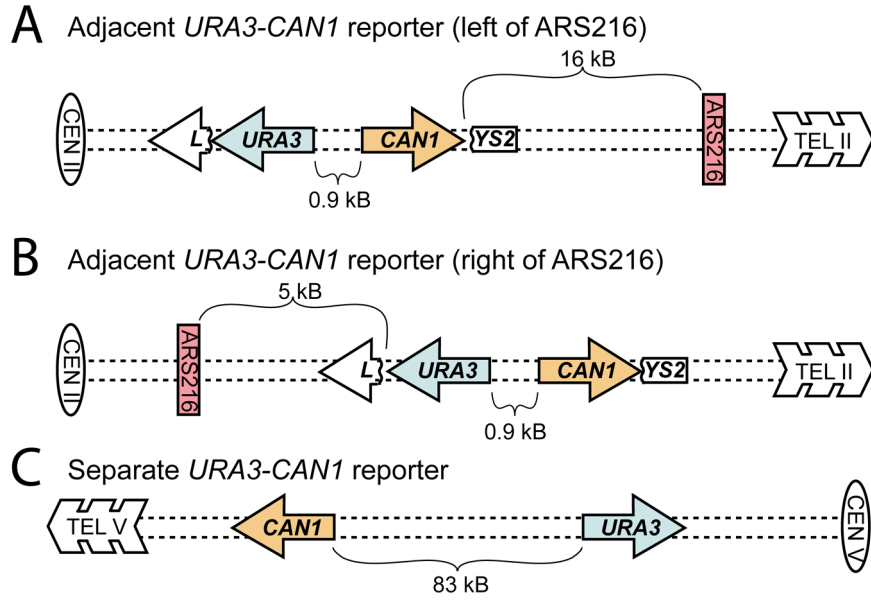 A Adjacent URA3-CAN1 reporter (left of ARS216)
16 kB
CEN II L URA3 CAN1 YS2 ARS216 TEL II
0.9 kB
B Adjacent URA3-CAN1 reporter (right of ARS216)
5 kB
CEN II ARS216 L URA3 CAN1 YS2 TEL II
0.9 kB
C Separate URA3-CAN1 reporter
TEL V CAN1 URA3 CEN V
83 kB